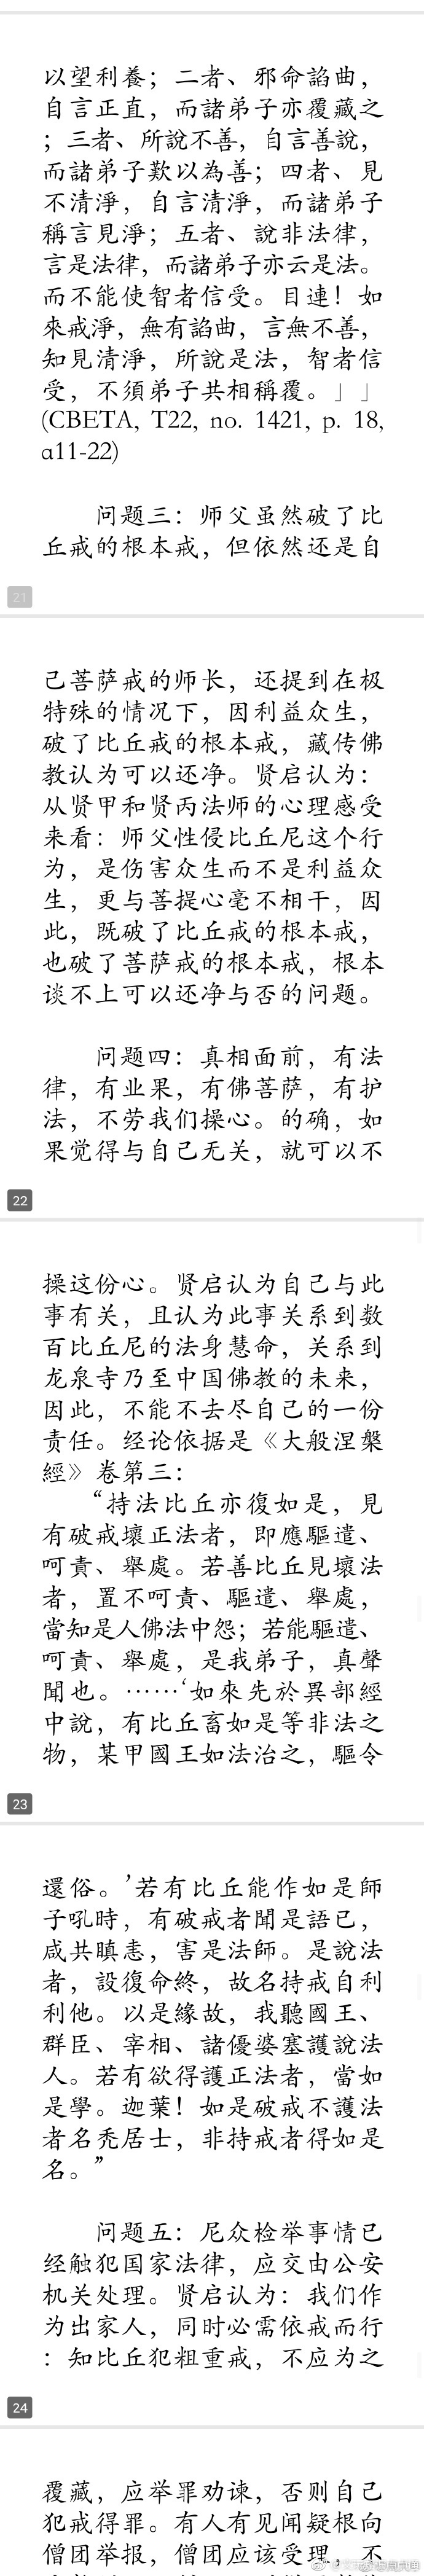 以望利養；二者、邪命諂曲，
自言正直，而諸弟子亦覆藏之
；三者、所說不善，自言善說，
而諸弟子歎以為善；四者、見
不清淨，自言清淨，而諸弟子
稱言見淨；五者、說非法律，
言是法律，而諸弟子亦云是法。
而不能使智者信受。目連！如
來戒淨，無有諂曲，言無不善，
知見清淨，所說是法，智者信
受，不須弟子共相稱覆。」」
(CBETA, T22, no. 1421, p. 18,
a11-22)
问题三：师父虽然破了比
丘戒的根本戒，但依然还是自
21
己菩萨戒的师长，还提到在极
特殊的情况下，因利益众生，
破了比丘戒的根本戒，藏传佛
教认为可以还净。贤启认为：
从贤甲和贤丙法师的心理感受
来看：师父性侵比丘尼这个行
为，是伤害众生而不是利益众
生，更与菩提心毫不相干，因
此，既破了比丘戒的根本戒，
也破了菩萨戒的根本戒，根本
谈不上可以还净与否的问题。
问题四：真相面前，有法
律，有业果，有佛菩萨，有护
法，不劳我们操心。的确，如
果觉得与自己无关，就可以不
22
操这份心。贤启认为自己与此
事有关，且认为此事关系到数
百比丘尼的法身慧命，关系到
龙泉寺乃至中国佛教的未来，
因此，不能不去尽自己的一份
责任。经论依据是《大般涅槃
經》卷第三：
“持法比丘亦復如是，見
有破戒壞正法者，即應驅遣、
呵責、舉處。若善比丘見壞法
者，置不呵責、驅遣、舉處，
當知是人佛法中怨；若能驅遣、
呵責、舉處，是我弟子，真聲
聞也。……‘如來先於異部經
中說，有比丘畜如是等非法之
物，某甲國王如法治之，驅令
23
還俗。’若有比丘能作如是師
子吼時，有破戒者聞是語已，
咸共瞋恚，害是法師。是說法
者，設復命終，故名持戒自利
利他。以是緣故，我聽國王、
群臣、宰相、諸優婆塞護說法
人。若有欲得護正法者，當如
是學。迦葉！如是破戒不護法
者名禿居士，非持戒者得如是
名。”
问题五：尼众检举事情已
经触犯国家法律，应交由公安
机关处理。贤启认为：我们作
为出家人，同时必需依戒而行
：知比丘犯粗重戒，不应为之
24
覆藏，应举罪劝谏，否则自己
犯戒得罪。有人有见闻疑根向
僧团举报，僧团应该受理，不